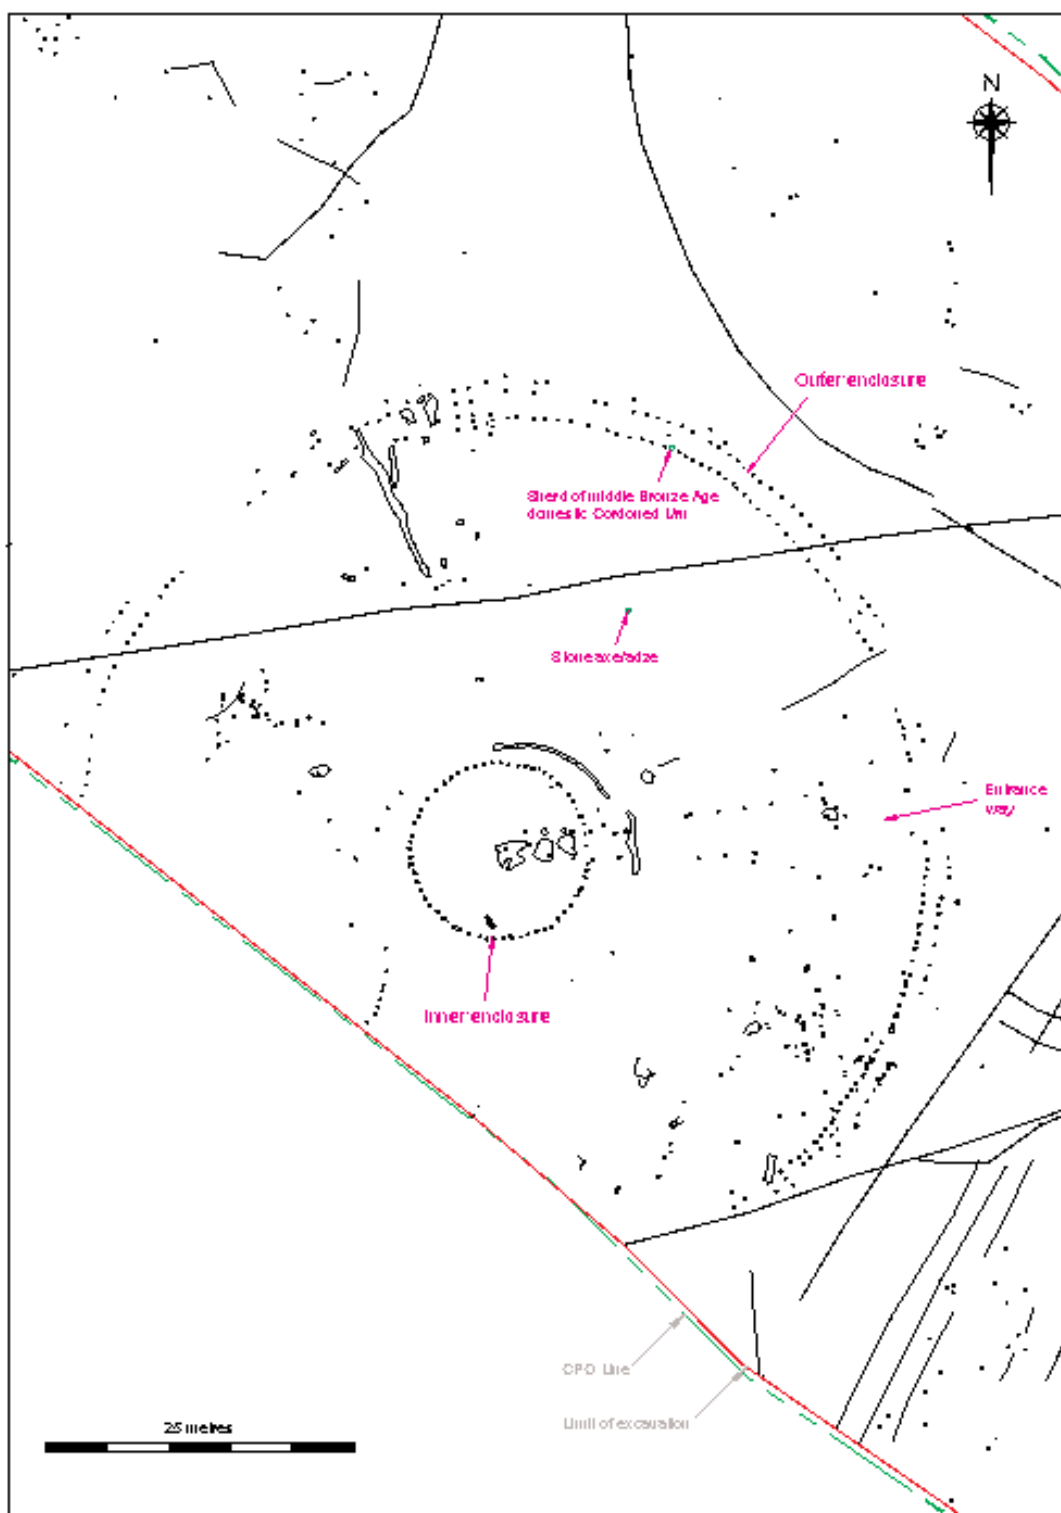 N
Outer enclosure
Sherd of middle Bronze Age
domestic Cordoned Urn
Stone axe/adze
Entrance
way
Inner enclosure
CPO Line
Limit of excavation
25 metres